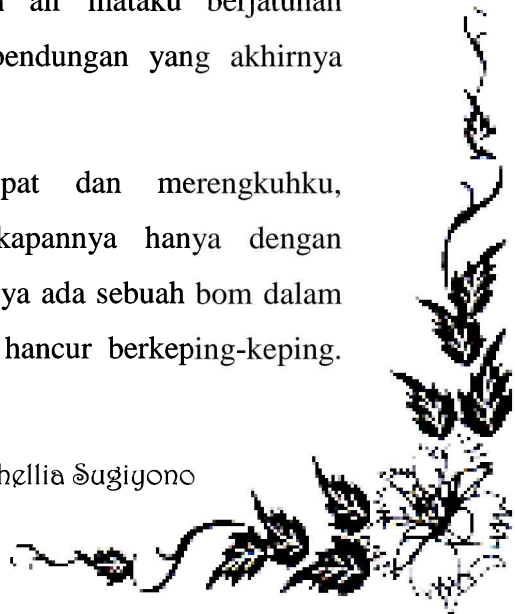 air mataku berjatuhan
bendungan yang akhirnya
pat dan merengkuhku,
kapannya hanya dengan
ya ada sebuah bom dalam
hancur berkeping-keping.
hellia Sugiyono